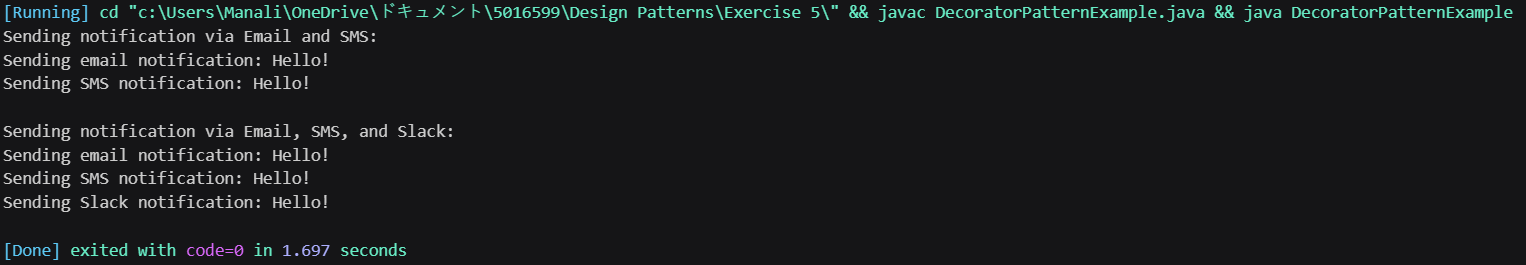 [Running] cd "c:\Users\Manali\OneDrive\ドキュメント\5016599\Design Patterns\Exercise 5\" && javac DecoratorPatternExample.java && java DecoratorPatternExample
Sending notification via Email and SMS:
Sending email notification: Hello!
Sending SMS notification: Hello!
Sending notification via Email, SMS, and Slack:
Sending email notification: Hello!
Sending SMS notification: Hello!
Sending Slack notification: Hello!
[Done] exited with code=0 in 1.697 seconds